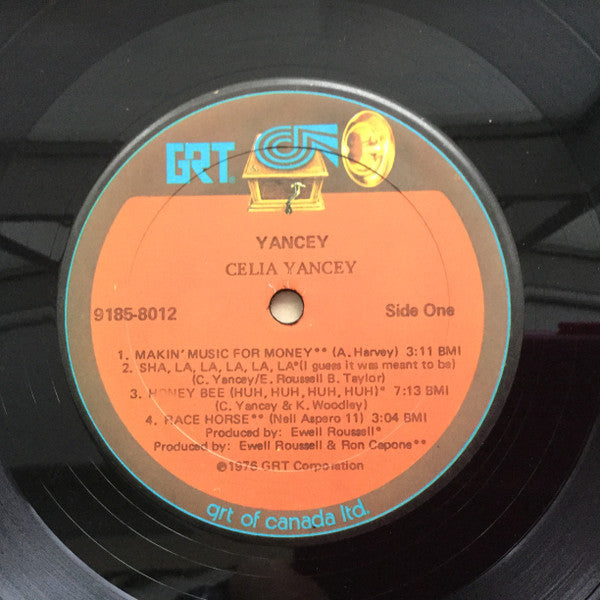 GRT®
YANCEY
CELIA YANCEY
9185-8012 Side One
1. MAKIN' MUSIC FOR MONEY** (A. Harvey) 3:11 BMI
2. SHA, LA, LA, LA, LA, LA* (I guess it was meant to be)
(C. Yancey/E. Roussell B. Taylor)
3. HONEY BEE (HUH, HUH, HUH, HUH)* 7:13 BMI
(C. Yancey & K. Woodley)
4. RACE HORSE** (Neil Aspero 11) 3:04 BMI
Produced by: Ewell Roussell*
Produced by: Ewell Roussell & Ron Capone**
℗1976 GRT Corporation
grt of canada ltd.